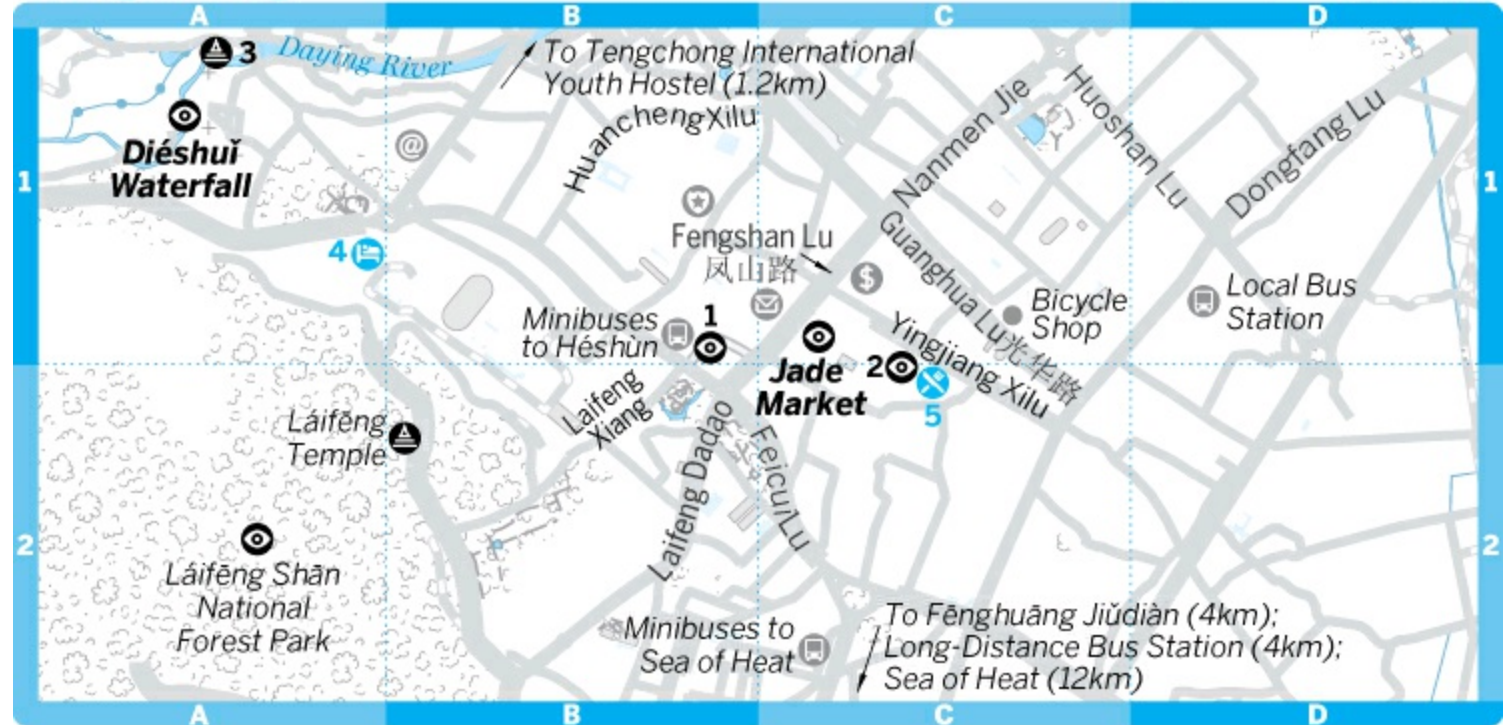 A B C D
1
1
3
Daying River
To Tengchong International
Youth Hostel (1.2km)
Diéshuǐ
Waterfall
@
Huancheng Xilu
Nanmen Jie
Huoshan Lu
Dongfang Lu
4
Fengshan Lu
凤山路
$
Guanghua Lu 光华路
Bicycle
Shop
Local Bus
Station
Minibuses
to Héshùn
1
Jade
Market
2
Yingjiang Xilu
5
Laifeng
Xiang
Láifēng
Temple
Laifeng Dadao
Feicui Lu
2
2
Láifēng Shān
National
Forest Park
Minibuses to
Sea of Heat
To Fēnghuāng Jiǔdiàn (4km);
Long-Distance Bus Station (4km);
Sea of Heat (12km)
A B C D